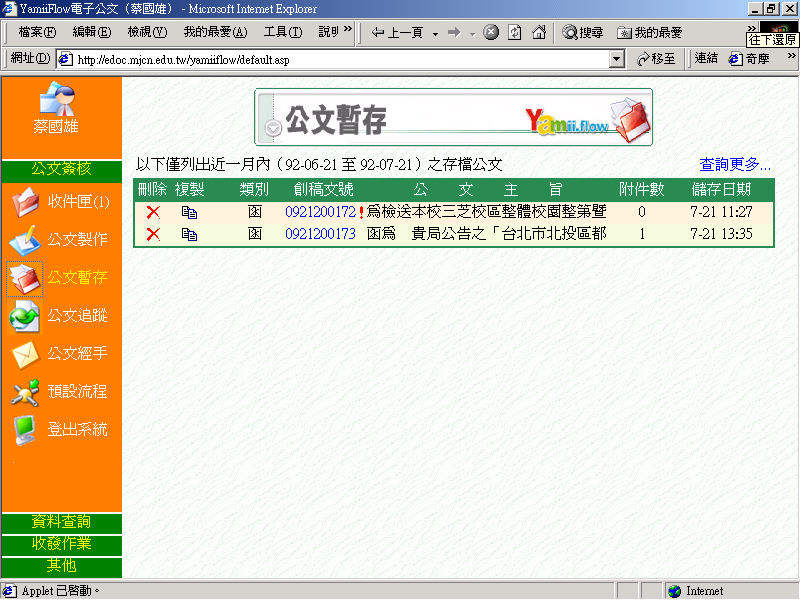 YamiiFlow電子公文（蔡國雄） - Microsoft Internet Explorer
檔案(F) 編輯(E) 檢視(V) 我的最愛(A) 工具(T) 說明 » 上一頁 搜尋 我的最愛 »
往下還原
網址(D) http://edoc.mjcn.edu.tw/yamiiflow/default.asp 移至 連結 奇摩 »
蔡國雄
公文簽核
收件匣(1)
公文製作
公文暫存
公文追蹤
公文經手
預設流程
登出系統
資料查詢
收發作業
其他
公文暫存 Yamii.flow
以下僅列出近一月內（92-06-21 至 92-07-21）之存檔公文 查詢更多...
刪除 複製 類別 創稿文號 公 文 主 旨 附件數 儲存日期
函 0921200172 ! 為檢送本校三芝校區整體校園整第暨 0 7-21 11:27
函 0921200173 函為 貴局公告之「台北市北投區都 1 7-21 13:35
Applet 已啓動。 Internet